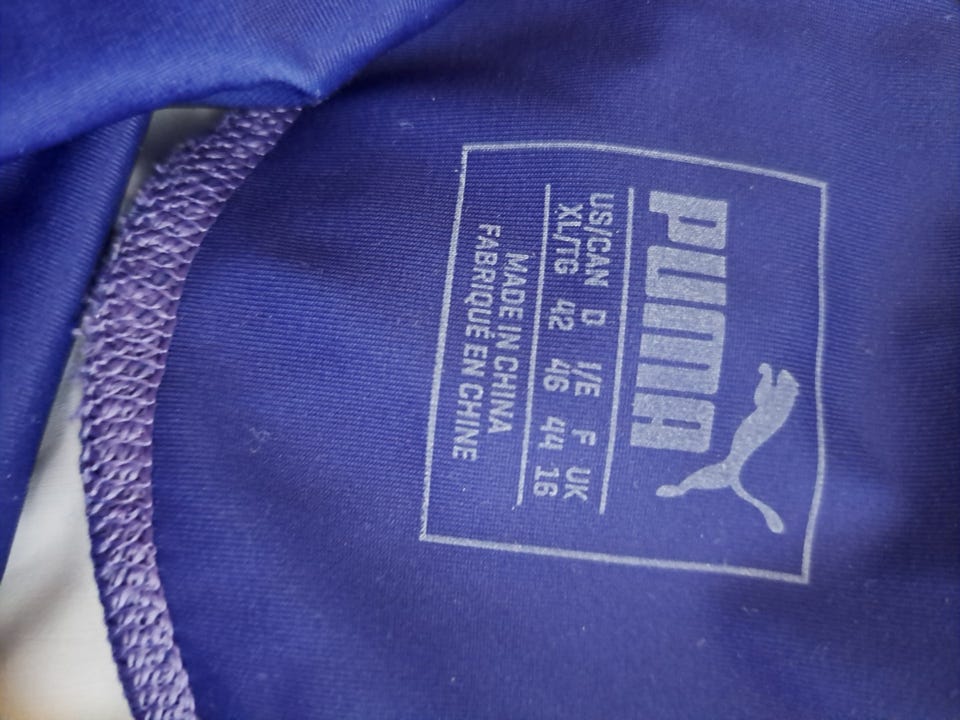 PUMA
US/CAN D I/E F UK
XL/TG 42 46 44 16
MADE IN CHINA
FABRIQUÉ EN CHINE